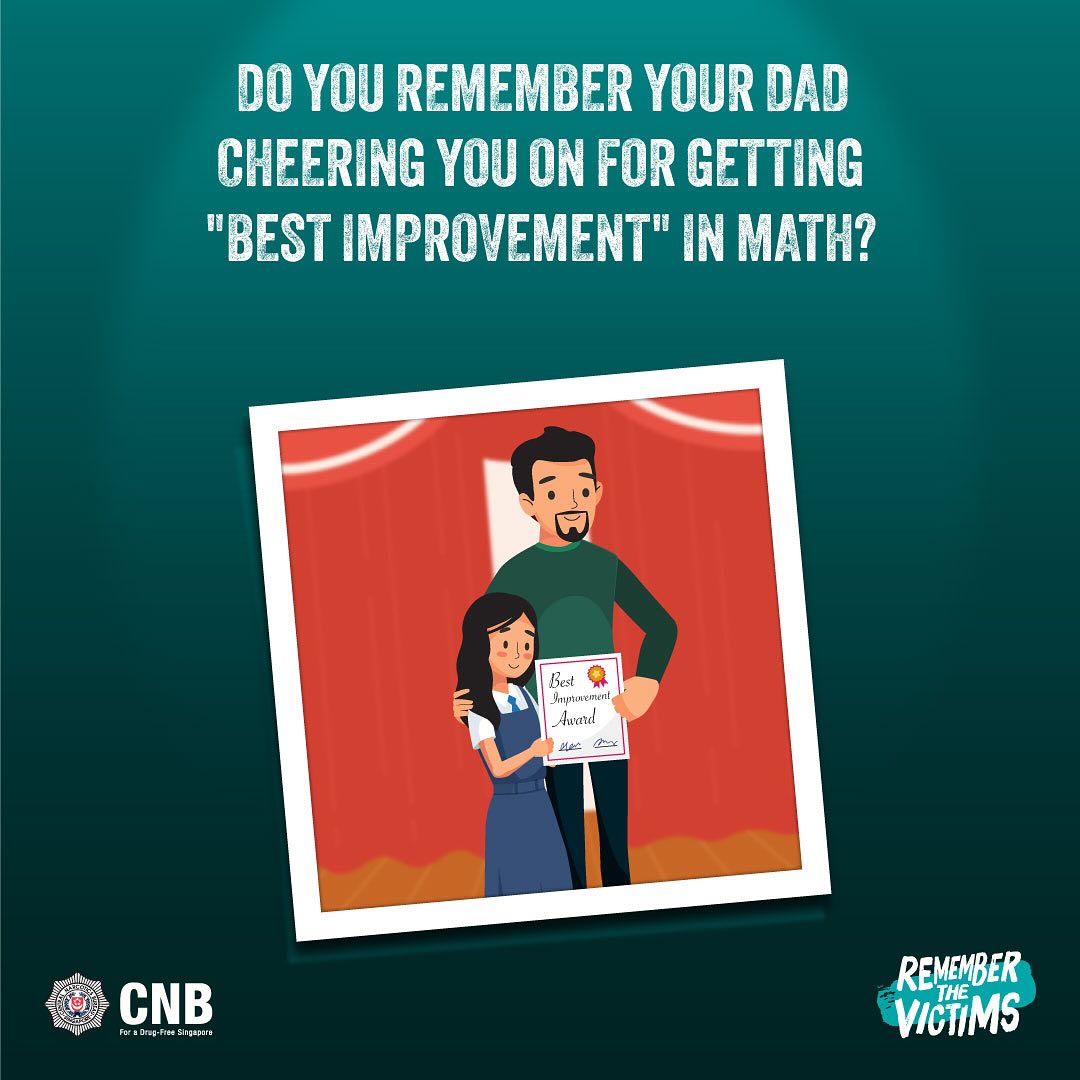 DO YOU REMEMBER YOUR DAD
CHEERING YOU ON FOR GETTING
"BEST IMPROVEMENT" IN MATH?
Best
Improvement
Award
CNB
For a Drug-Free Singapore
REMEMBER
THE
VICTIMS